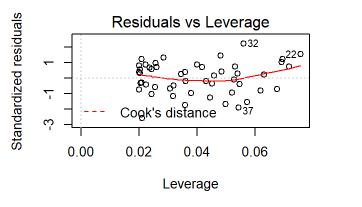 Residuals vs Leverage
Standardized residuals
1
-1
-3
32
22
37
Cook's distance
0.00
0.02
0.04
0.06
Leverage